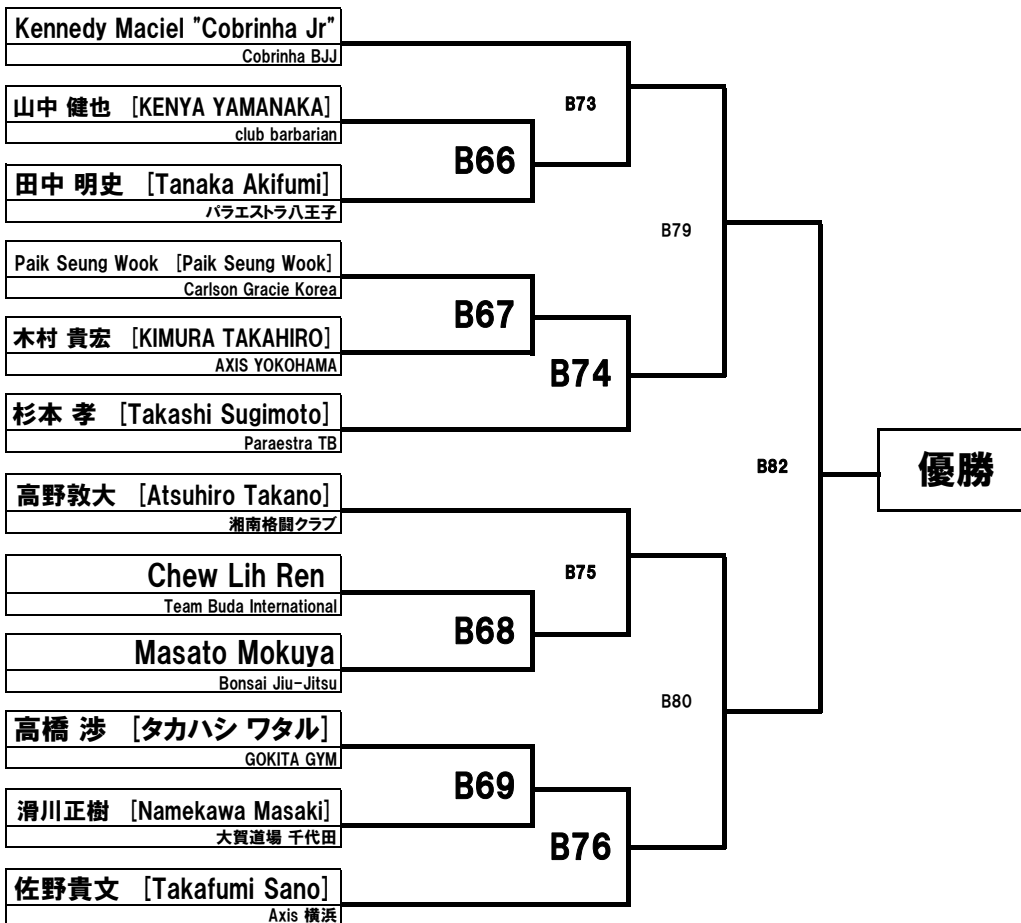 Kennedy Maciel "Cobrinha Jr"
Cobrinha BJJ
山中 健也 [KENYA YAMANAKA]
club barbarian
田中 明史 [Tanaka Akifumi]
パラエストラ八王子
Paik Seung Wook [Paik Seung Wook]
Carlson Gracie Korea
木村 貴宏 [KIMURA TAKAHIRO]
AXIS YOKOHAMA
杉本 孝 [Takashi Sugimoto]
Paraestra TB
高野敦大 [Atsuhiro Takano]
湘南格闘クラブ
Chew Lih Ren
Team Buda International
Masato Mokuya
Bonsai Jiu-Jitsu
高橋 渉 [タカハシ ワタル]
GOKITA GYM
滑川正樹 [Namekawa Masaki]
大賀道場 千代田
佐野貴文 [Takafumi Sano]
Axis 横浜
B66
B67
B68
B69
B73
B74
B75
B76
B79
B80
B82
優勝